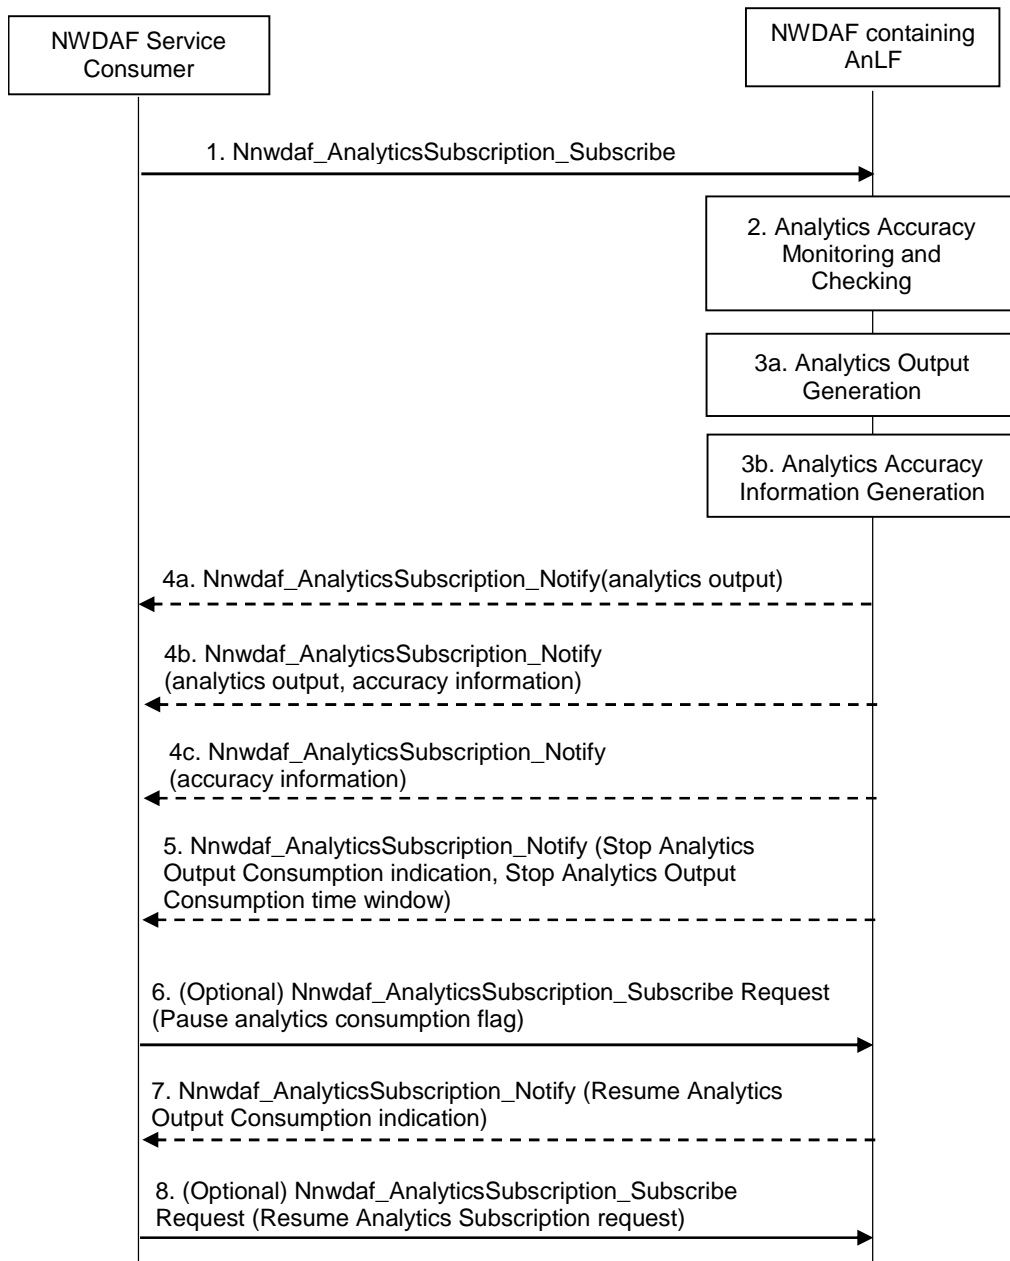 NWDAF Service
Consumer
NWDAF containing
AnLF
1. Nnwdaf_AnalyticsSubscription_Subscribe
2. Analytics Accuracy
Monitoring and
Checking
3a. Analytics Output
Generation
3b. Analytics Accuracy
Information Generation
4a. Nnwdaf_AnalyticsSubscription_Notify(analytics output)
4b. Nnwdaf_AnalyticsSubscription_Notify
(analytics output, accuracy information)
4c. Nnwdaf_AnalyticsSubscription_Notify
(accuracy information)
5. Nnwdaf_AnalyticsSubscription_Notify (Stop Analytics
Output Consumption indication, Stop Analytics Output
Consumption time window)
6. (Optional) Nnwdaf_AnalyticsSubscription_Subscribe Request
(Pause analytics consumption flag)
7. Nnwdaf_AnalyticsSubscription_Notify (Resume Analytics
Output Consumption indication)
8. (Optional) Nnwdaf_AnalyticsSubscription_Subscribe
Request (Resume Analytics Subscription request)